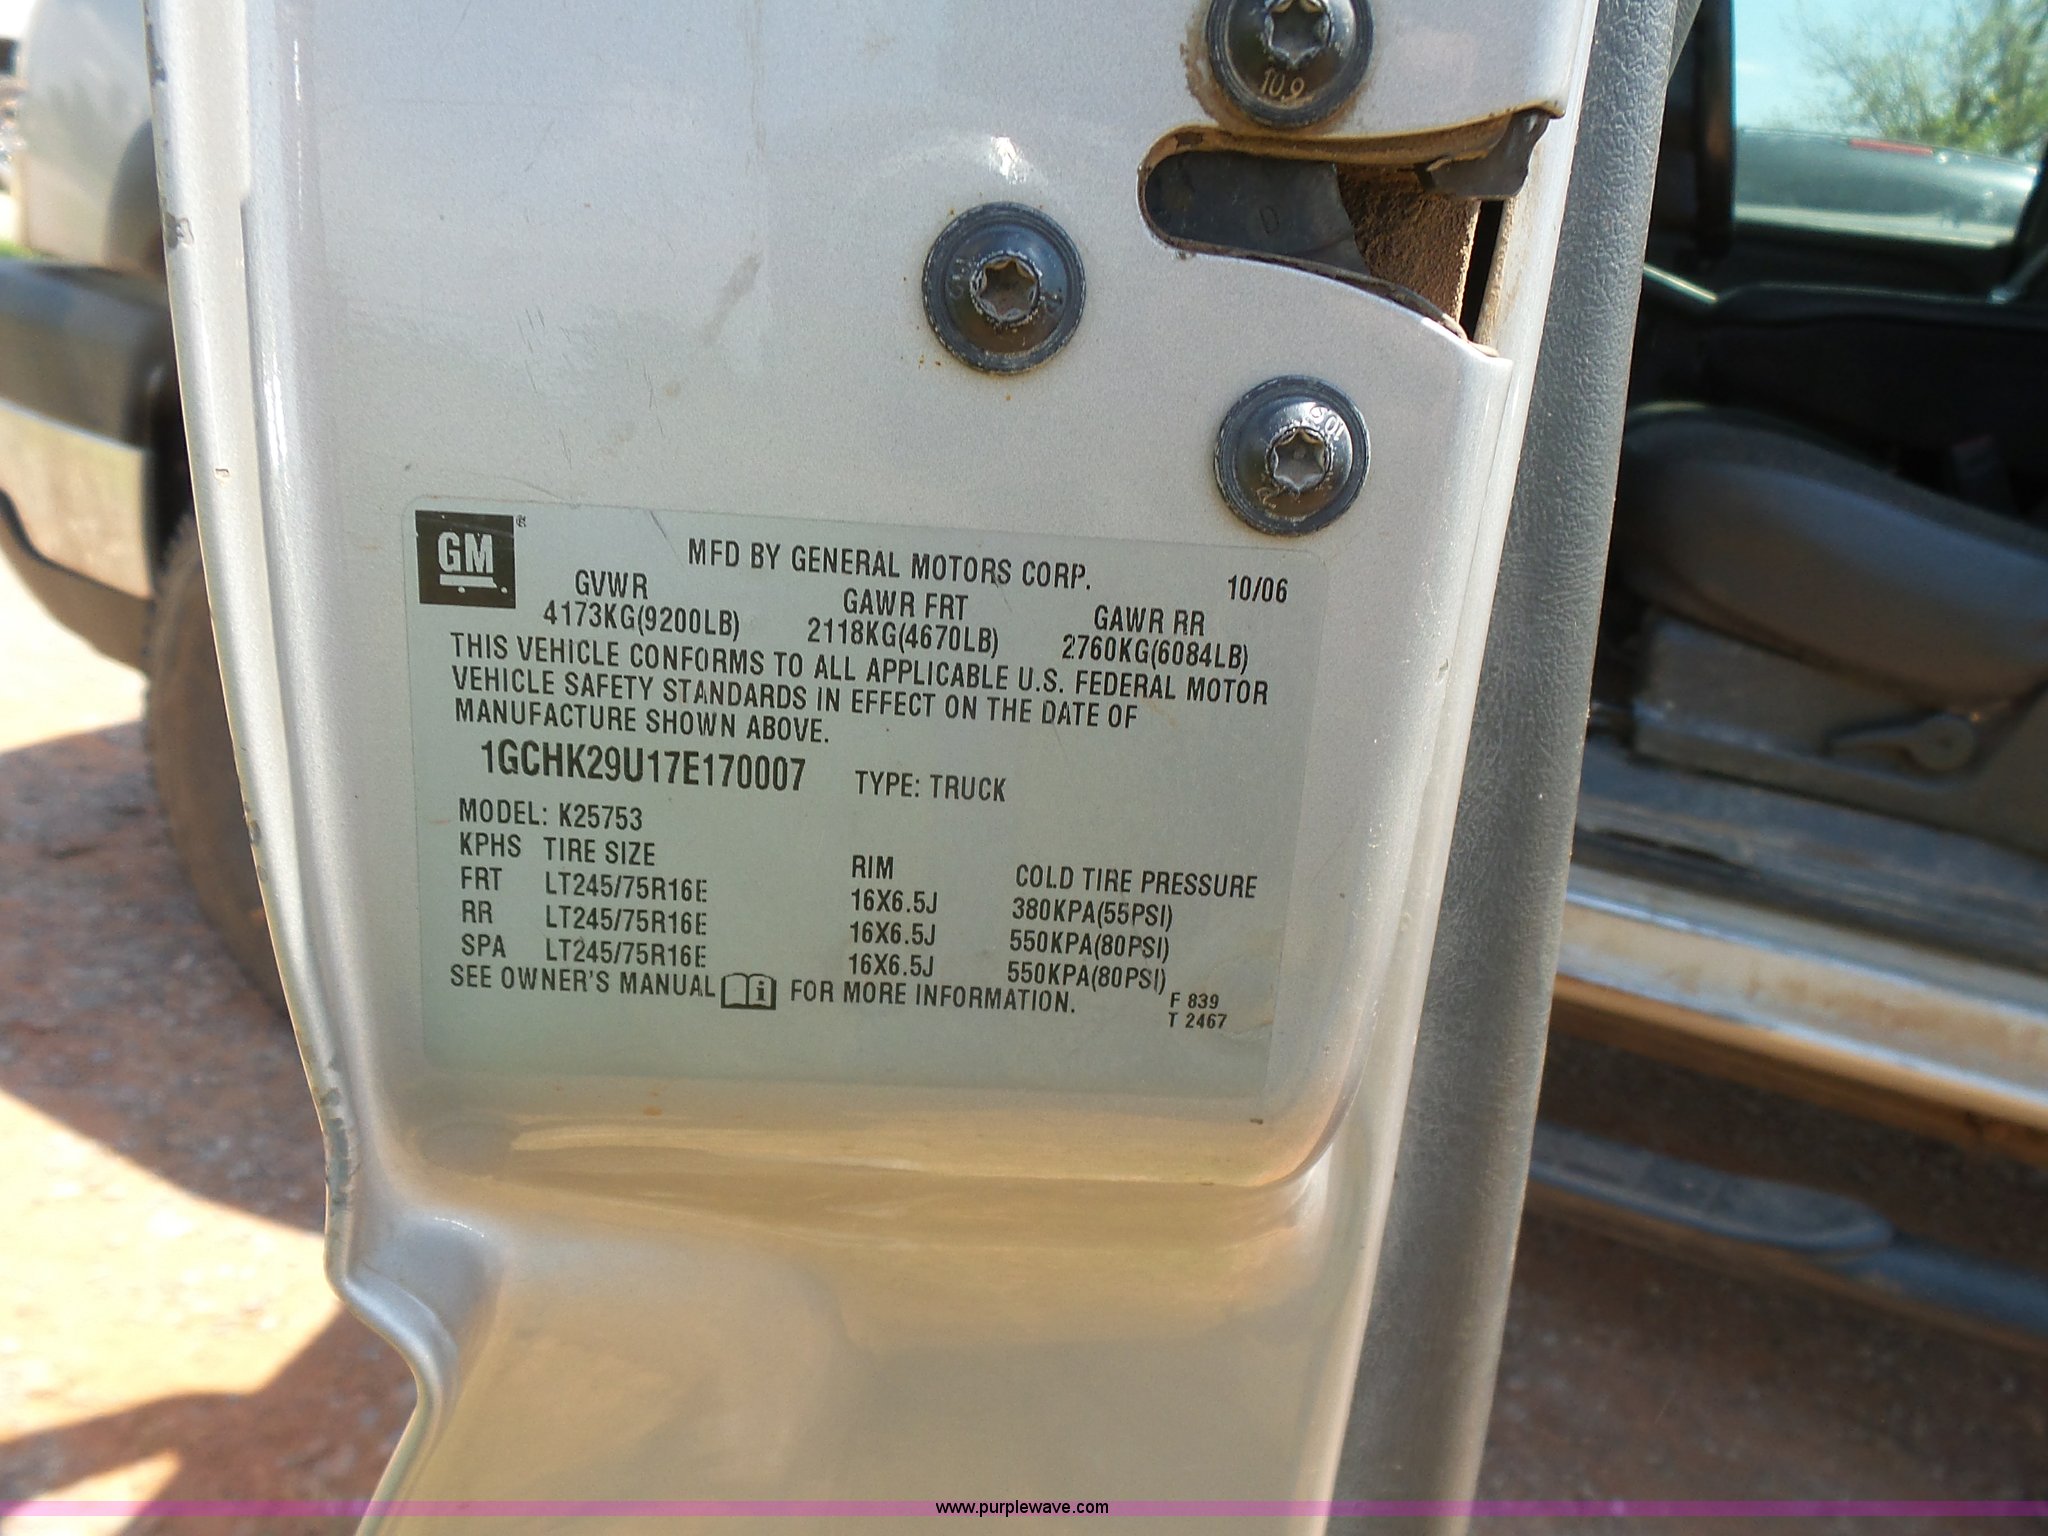 10.9
D
10.9
GM
MFD BY GENERAL MOTORS CORP. 10/06
GVWR GAWR FRT GAWR RR
4173KG(9200LB) 2118KG(4670LB) 2760KG(6084LB)
THIS VEHICLE CONFORMS TO ALL APPLICABLE U.S. FEDERAL MOTOR
VEHICLE SAFETY STANDARDS IN EFFECT ON THE DATE OF
MANUFACTURE SHOWN ABOVE.
1GCHK29U17E170007 TYPE: TRUCK
MODEL: K25753
KPHS TIRE SIZE RIM COLD TIRE PRESSURE
FRT LT245/75R16E 16X6.5J 380KPA(55PSI)
RR LT245/75R16E 16X6.5J 550KPA(80PSI)
SPA LT245/75R16E 16X6.5J 550KPA(80PSI)
SEE OWNER'S MANUAL i FOR MORE INFORMATION.
F 839
T 2467
www.purplewave.com